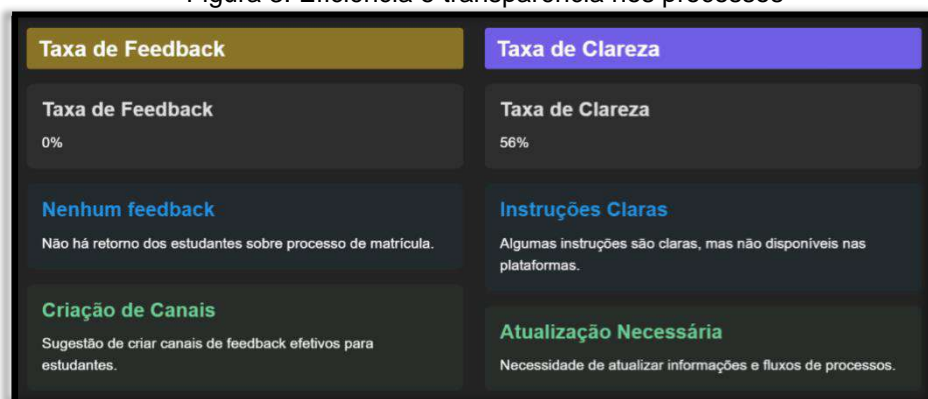 Figura 3. Eficiência e transparência nos processos
Taxa de Feedback
Taxa de Feedback
0%
Nenhum feedback
Não há retorno dos estudantes sobre processo de matrícula.
Criação de Canais
Sugestão de criar canais de feedback efetivos para
estudantes.
Taxa de Clareza
Taxa de Clareza
56%
Instruções Claras
Algumas instruções são claras, mas não disponíveis nas
plataformas.
Atualização Necessária
Necessidade de atualizar informações e fluxos de processos.